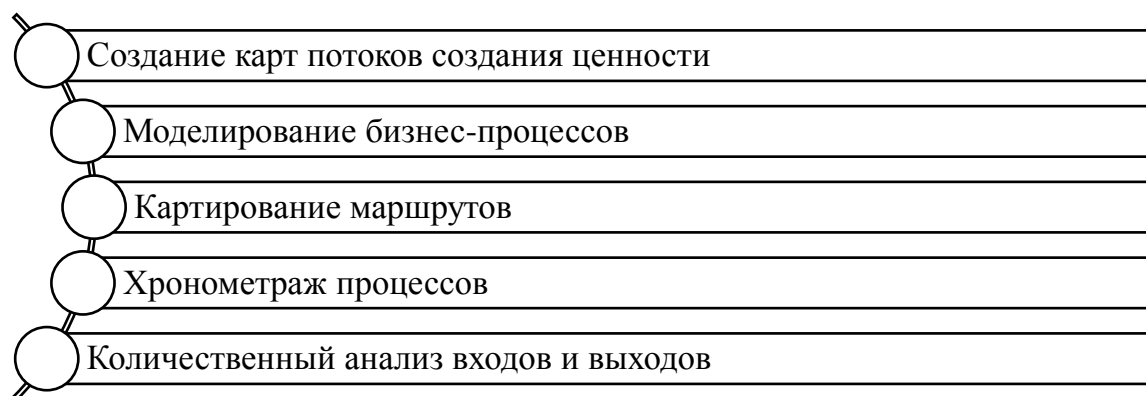 Создание карт потоков создания ценности
Моделирование бизнес-процессов
Картирование маршрутов
Хронометраж процессов
Количественный анализ входов и выходов